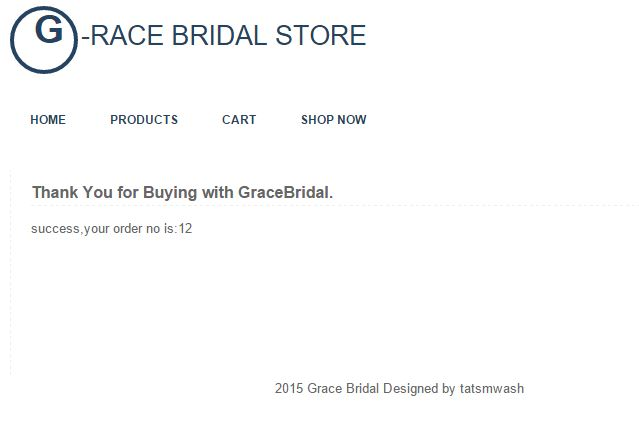 G-RACE BRIDAL STORE
HOME PRODUCTS CART SHOP NOW
Thank You for Buying with GraceBridal.
success,your order no is:12
2015 Grace Bridal Designed by tatsmwash